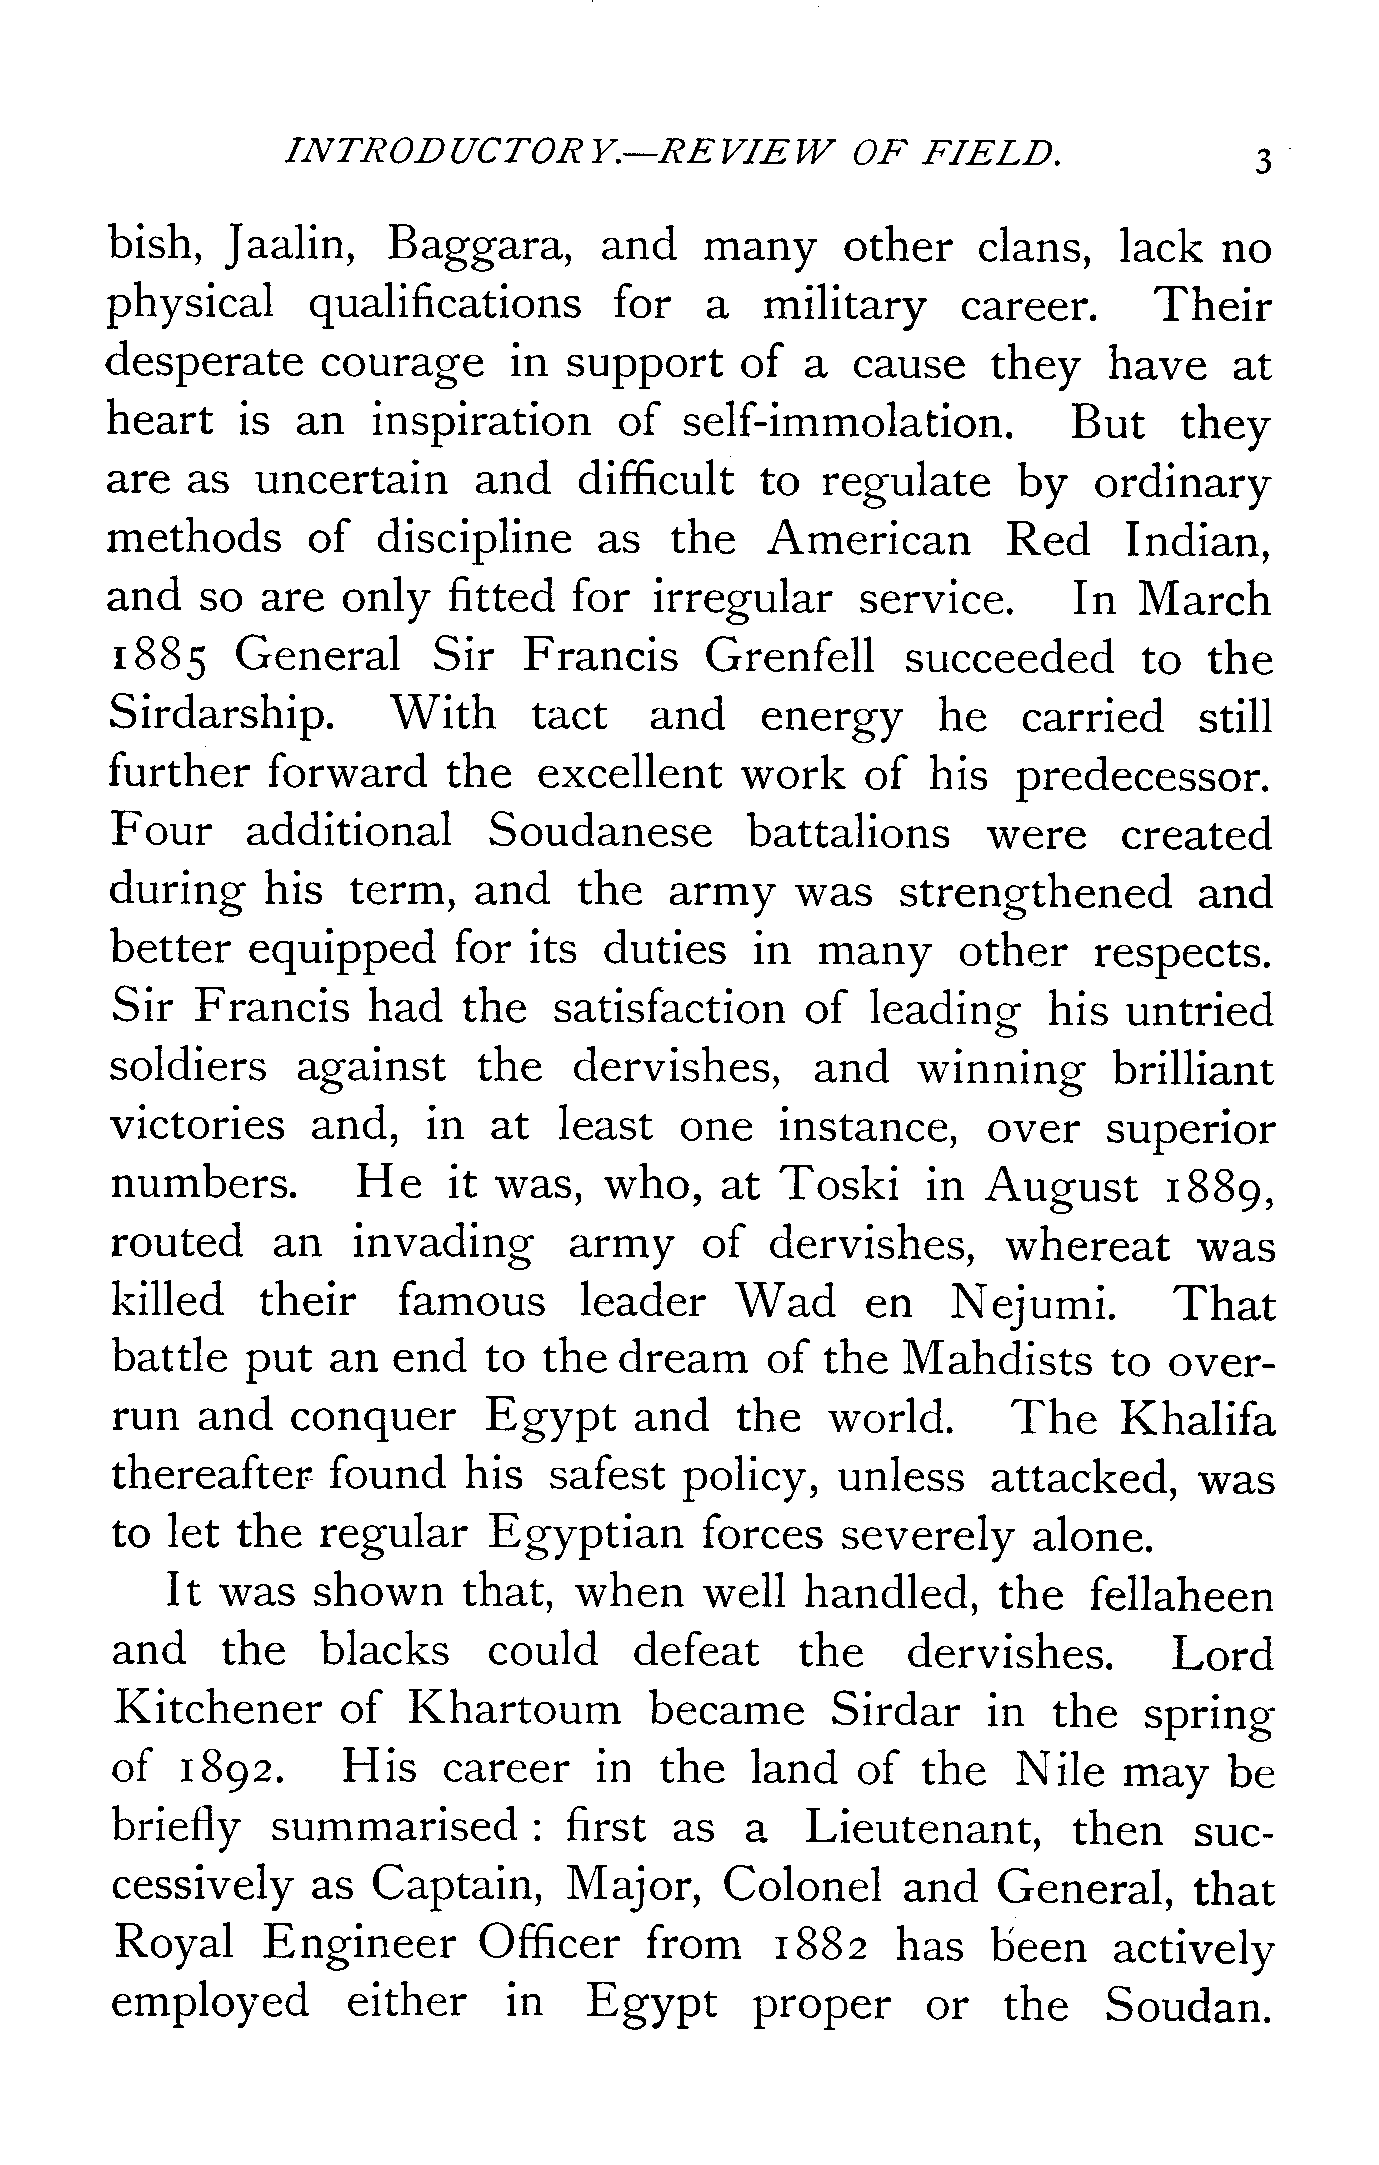 INTRODUCTORY.—REVIEW OF FIELD. 3
bish, Jaalin, Baggara, and many other clans, lack no
physical qualifications for a military career. Their
desperate courage in support of a cause they have at
heart is an inspiration of self-immolation. But they
are as uncertain and difficult to regulate by ordinary
methods of discipline as the American Red Indian,
and so are only fitted for irregular service. In March
1885 General Sir Francis Grenfell succeeded to the
Sirdarship. With tact and energy he carried still
further forward the excellent work of his predecessor.
Four additional Soudanese battalions were created
during his term, and the army was strengthened and
better equipped for its duties in many other respects.
Sir Francis had the satisfaction of leading his untried
soldiers against the dervishes, and winning brilliant
victories and, in at least one instance, over superior
numbers. He it was, who, at Toski in August 1889,
routed an invading army of dervishes, whereat was
killed their famous leader Wad en Nejumi. That
battle put an end to the dream of the Mahdists to over-
run and conquer Egypt and the world. The Khalifa
thereafter found his safest policy, unless attacked, was
to let the regular Egyptian forces severely alone.
It was shown that, when well handled, the fellaheen
and the blacks could defeat the dervishes. Lord
Kitchener of Khartoum became Sirdar in the spring
of 1892. His career in the land of the Nile may be
briefly summarised : first as a Lieutenant, then suc-
cessively as Captain, Major, Colonel and General, that
Royal Engineer Officer from 1882 has been actively
employed either in Egypt proper or the Soudan.